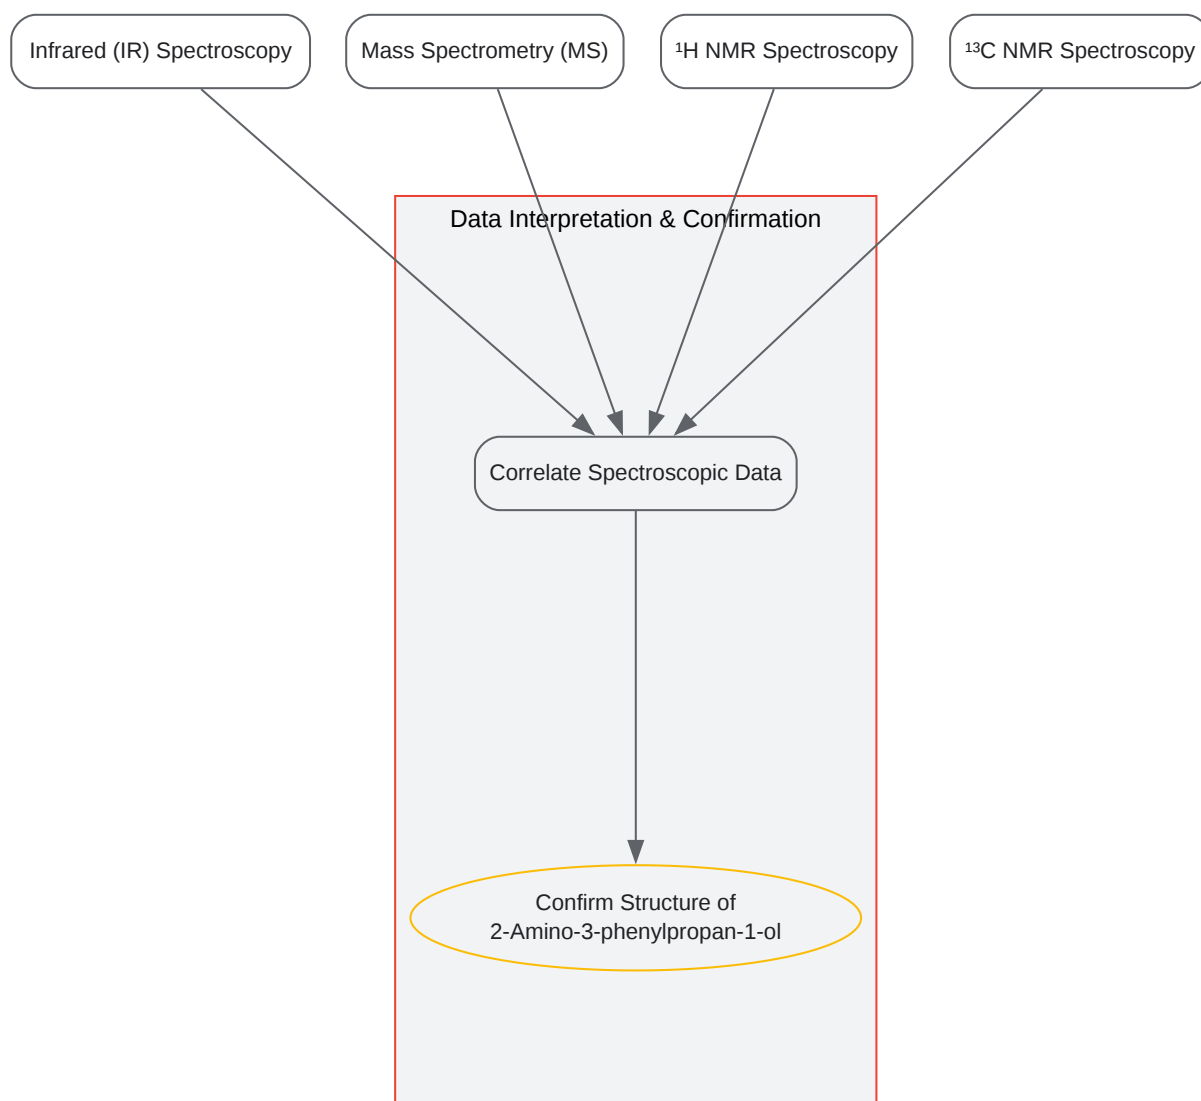 Infrared (IR) Spectroscopy
Mass Spectrometry (MS)
¹H NMR Spectroscopy
¹³C NMR Spectroscopy
Data Interpretation & Confirmation
Correlate Spectroscopic Data
Confirm Structure of
2-Amino-3-phenylpropan-1-ol